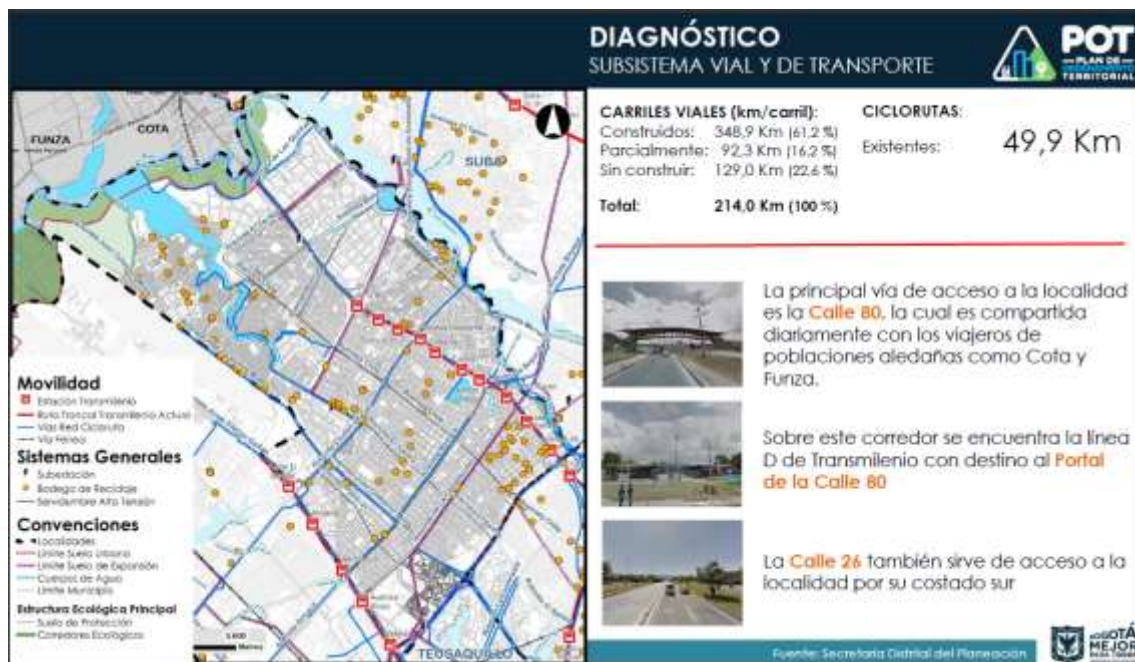 DIAGNÓSTICO
SUBSISTEMA VIAL Y DE TRANSPORTE
POT
PLAN DE
ORDENAMIENTO
TERRITORIAL
CARRILES VIALES (km/carril):
Construidos: 348,9 Km (61,2 %)
Parcialmente: 92,3 Km (16,2 %)
Sin construir: 129,0 Km (22,6 %)
Total: 214,0 Km (100 %)
CICLORUTAS:
Existentes: 49,9 Km
La principal vía de acceso a la localidad
es la Calle 80, la cual es compartida
diariamente con los viajeros de
poblaciones aledañas como Cota y
Funza.
Sobre este corredor se encuentra la línea
D de Transmilenio con destino al Portal
de la Calle 80
La Calle 26 también sirve de acceso a la
localidad por su costado sur
Fuente: Secretaria Distrital del Planeación
BOGOTÁ
MEJOR
PARA TODOS
FUNZA
COTA
SUBA
TEUSAQUILLO
Movilidad
Estación Transmilenio
Ruta Troncal Transmilenio Actual
Vias Red Cicloruta
Vía Ferrea
Sistemas Generales
Subestación
Bodega de Reciclaje
Servidumbre Alta Tensión
Convenciones
Localidades
Límite Suelo Urbano
Límite Suelo de Expansión
Cuerpos de Agua
Límite Municipio
Estructura Ecológica Principal
Suelo de Protección
Corredores Ecológicos
Metros